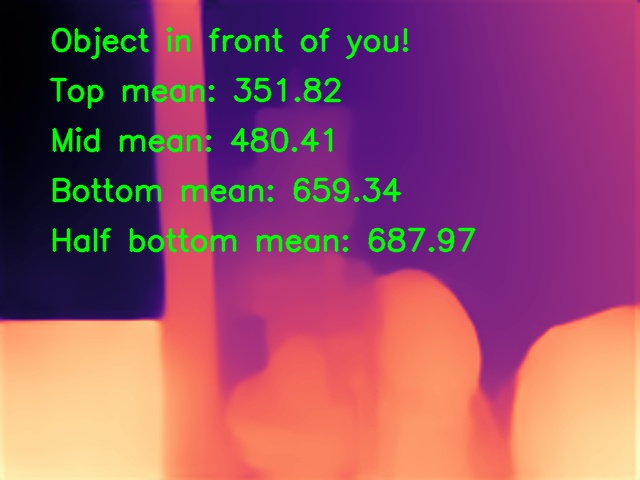 Object in front of you!
Top mean: 351.82
Mid mean: 480.41
Bottom mean: 659.34
Half bottom mean: 687.97